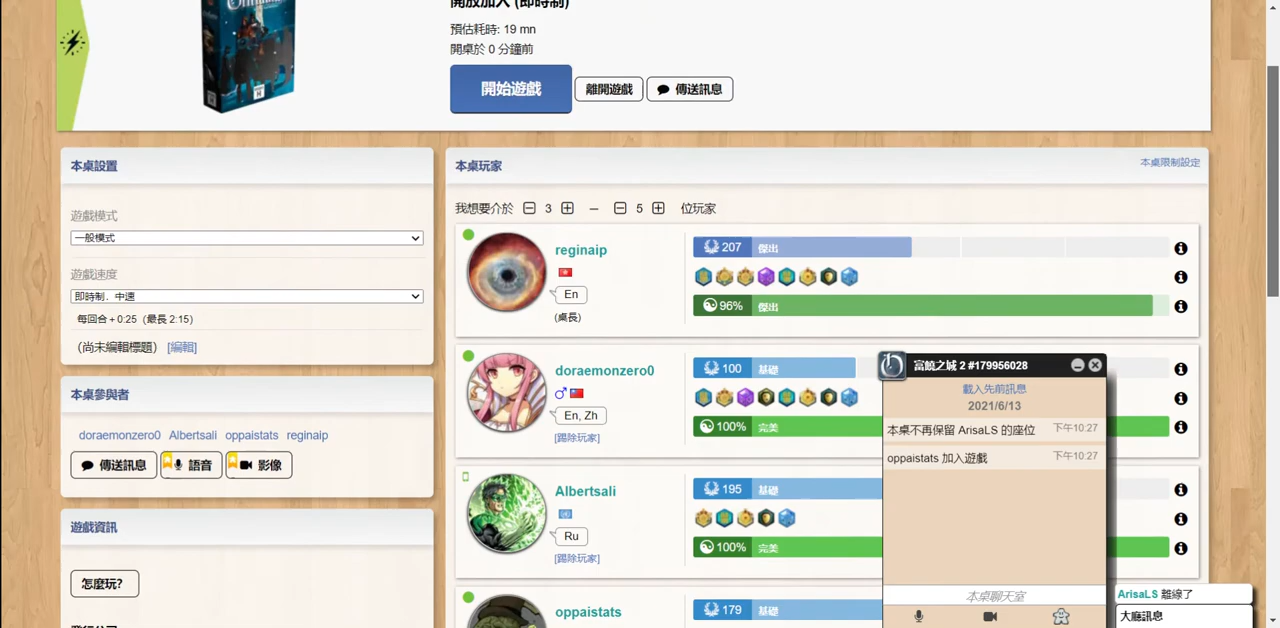 開放加入 (即時制)
預估耗時: 19 mn
開桌於 0 分鐘前
開始遊戲 離開遊戲 傳送訊息
本桌設置
遊戲模式
一般模式
遊戲速度
即時制．中速
每回合＋0:25（最長 2:15）
(尚未編輯標題) [編輯]
本桌參與者
doraemonzero0 Albertsali oppaistats reginaip
傳送訊息 語音 影像
遊戲資訊
怎麼玩?
本桌玩家 本桌限制設定
我想要介於 3 – 5 位玩家
reginaip
En
(桌長)
207 傑出
96% 傑出
doraemonzero0
En, Zh
[踢除玩家]
100 基礎
100% 完美
Albertsali
Ru
[踢除玩家]
195 基礎
100% 完美
oppaistats
179 基礎
富饒之城 2 #179956028
載入先前訊息
2021/6/13
本桌不再保留 ArisaLS 的座位 下午10:27
oppaistats 加入遊戲 下午10:27
本桌聊天室
ArisaLS 離線了
大廳訊息